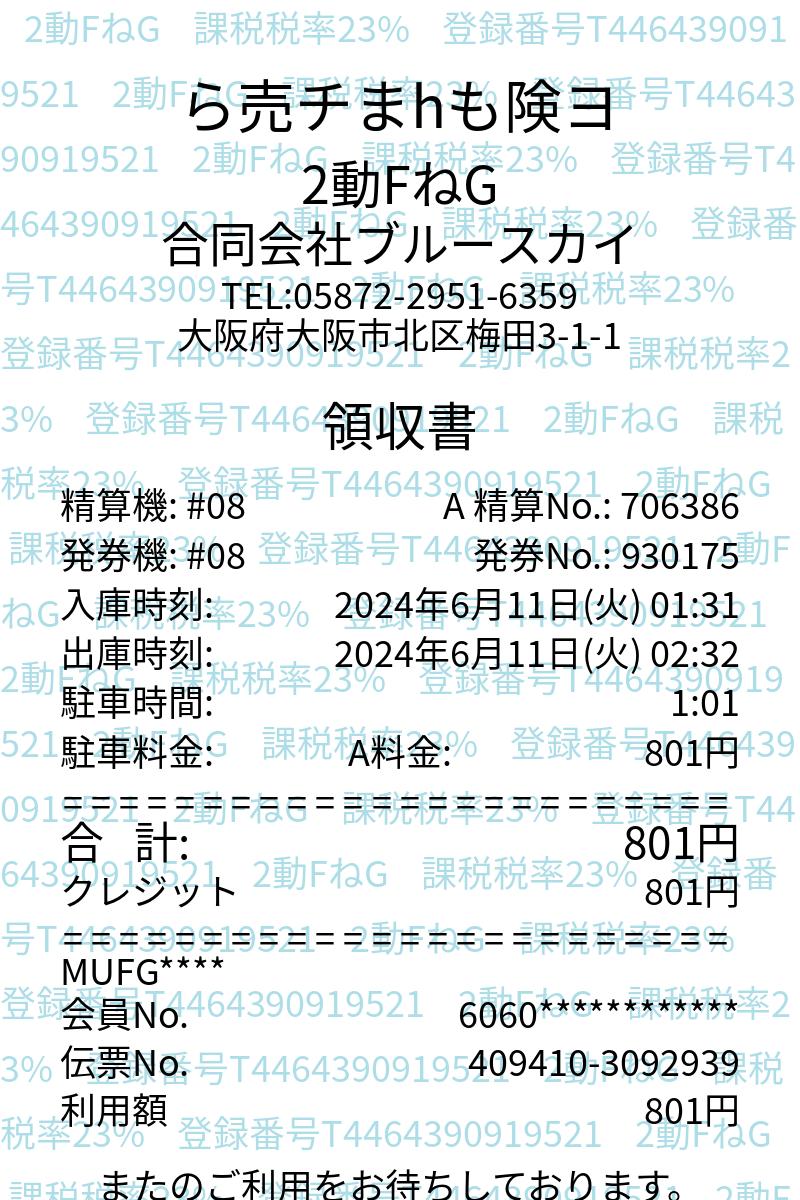 ら売チまhも険ヨ
2動FねG
合同会社ブルースカイ
TEL:05872-2951-6359
大阪府大阪市北区梅田3-1-1
領収書
精算機: #08 A 精算No.: 706386
発券機: #08 発券No.: 930175
入庫時刻: 2024年6月11日(火) 01:31
出庫時刻: 2024年6月11日(火) 02:32
駐車時間: 1:01
駐車料金: A料金: 801円
========================
合 計: 801円
クレジット 801円
========================
MUFG****
会員No. 6060************
伝票No. 409410-3092939
利用額 801円
またのご利用をお待ちしております。
2動FねG 課税税率23% 登録番号T4464390919521